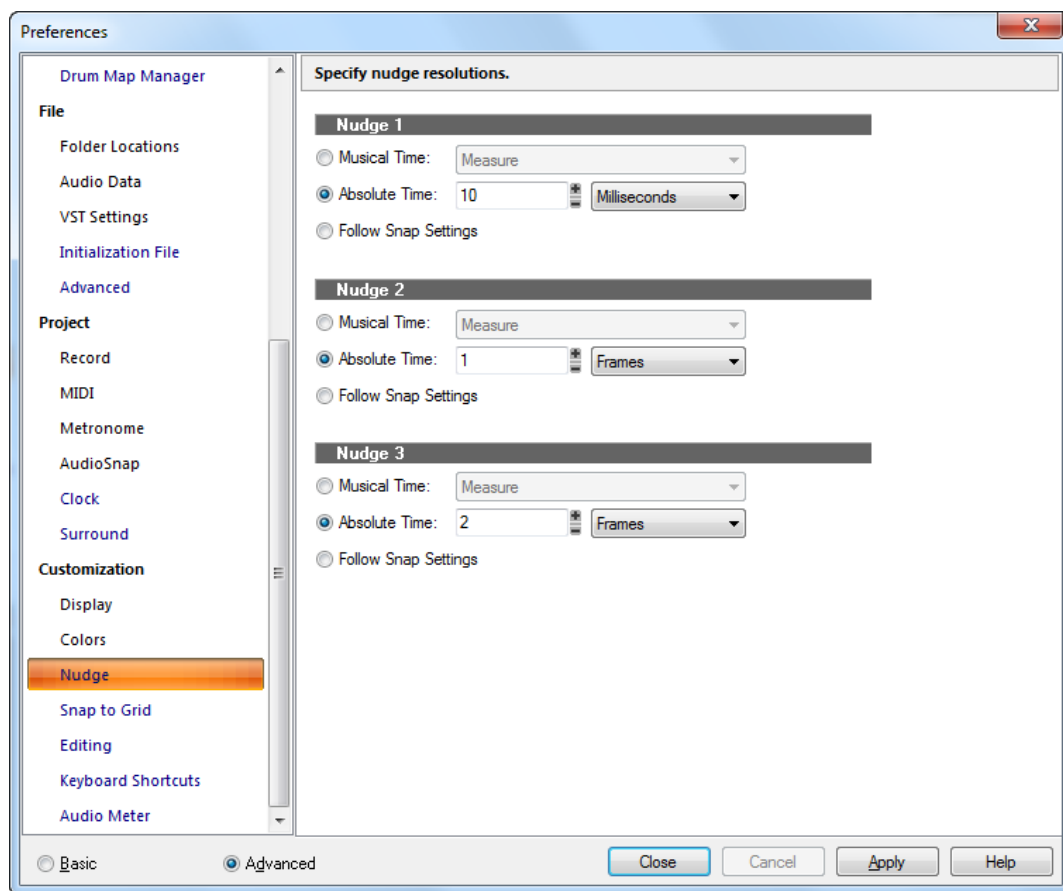 Preferences
Drum Map Manager
File
Folder Locations
Audio Data
VST Settings
Initialization File
Advanced
Project
Record
MIDI
Metronome
AudioSnap
Clock
Surround
Customization
Display
Colors
Nudge
Snap to Grid
Editing
Keyboard Shortcuts
Audio Meter
Specify nudge resolutions.
Nudge 1
Musical Time: Measure
Absolute Time: 10 Milliseconds
Follow Snap Settings
Nudge 2
Musical Time: Measure
Absolute Time: 1 Frames
Follow Snap Settings
Nudge 3
Musical Time: Measure
Absolute Time: 2 Frames
Follow Snap Settings
Basic Advanced Close Cancel Apply Help